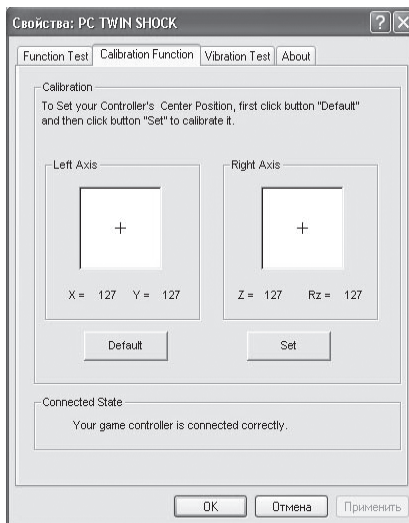 Свойства: PC TWIN SHOCK
Function Test Calibration Function Vibration Test About
Calibration
To Set your Controller's Center Position, first click button "Default"
and then click button "Set" to calibrate it.
Left Axis Right Axis
X = 127 Y = 127 Z = 127 Rz = 127
Default Set
Connected State
Your game controller is connected correctly.
OK Отмена Применить